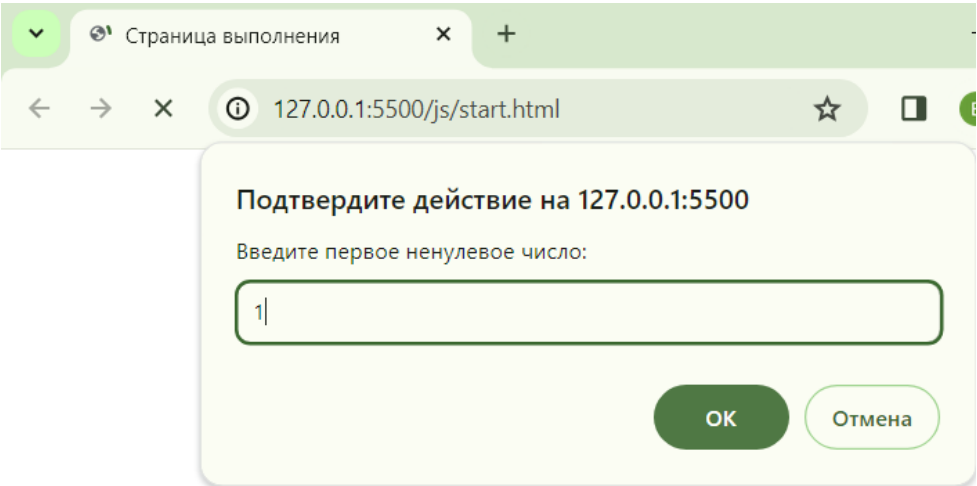 Страница выполнения
127.0.0.1:5500/js/start.html
Подтвердите действие на 127.0.0.1:5500
Введите первое ненулевое число:
1
ОК
Отмена